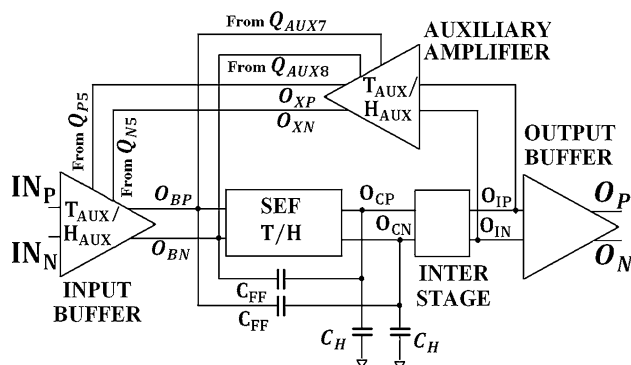 From Q_AUX7
From Q_AUX8
AUXILIARY
AMPLIFIER
T_AUX/
H_AUX
O_XP
O_XN
From Q_P5
From Q_N5
OUTPUT
BUFFER
IN_P
IN_N
T_AUX/
H_AUX
O_BP
O_BN
SEF
T/H
O_CP
O_CN
O_IP
O_IN
O_P
O_N
INPUT
BUFFER
C_FF
C_FF
INTER
STAGE
C_H
C_H